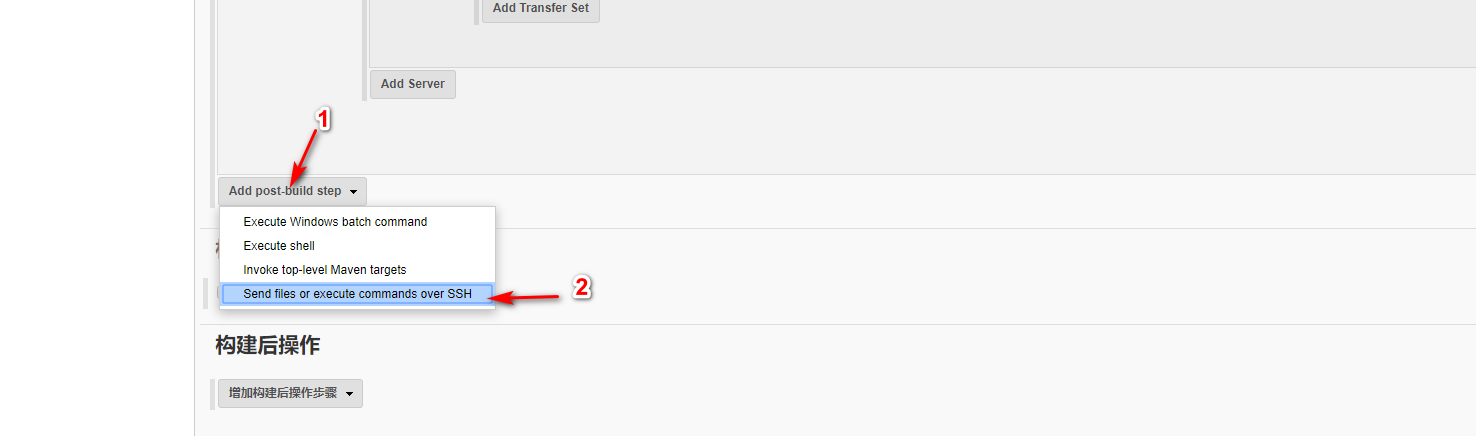 Add Transfer Set
Add Server
1
Add post-build step
Execute Windows batch command
Execute shell
Invoke top-level Maven targets
Send files or execute commands over SSH
2
构建后操作
增加构建后操作步骤